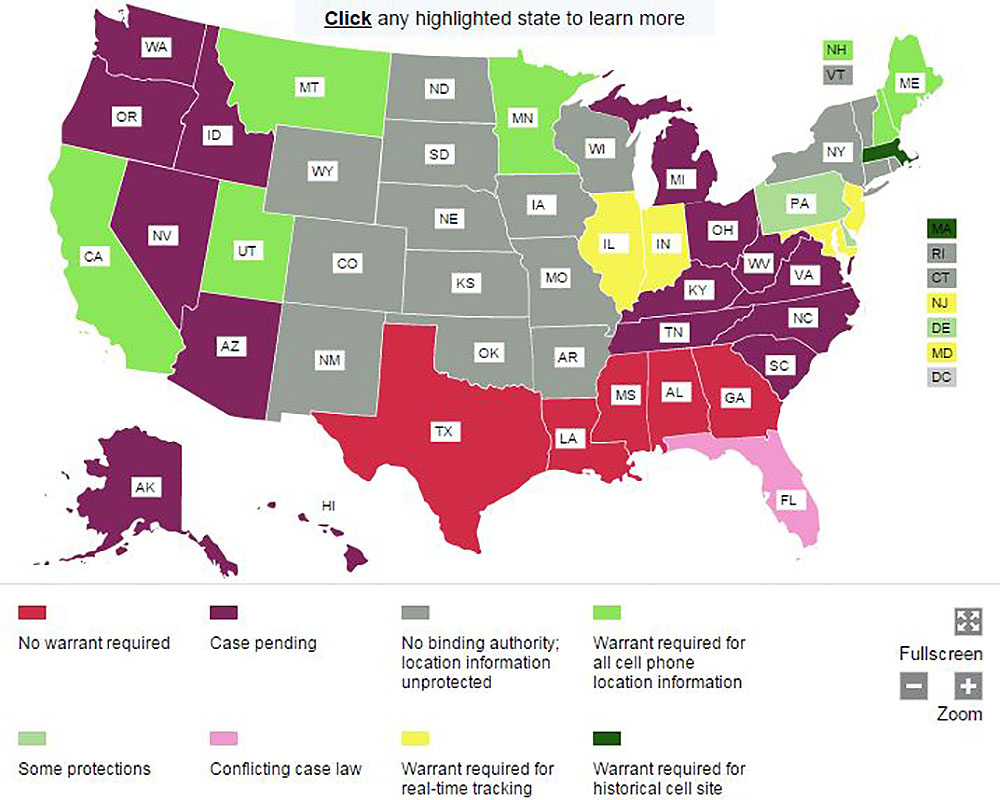 Click any highlighted state to learn more
WA
NH
VT
ME
MT
ND
OR
MN
ID
SD
WI
NY
WY
MI
PA
IA
NE
OH
MA
NV
IL
IN
UT
CA
CO
WV
VA
RI
KS
MO
CT
KY
NJ
NC
DE
TN
AZ
NM
OK
AR
MD
SC
DC
MS
AL
GA
TX
LA
AK
HI
FL
No warrant required
Case pending
No binding authority;
location information
unprotected
Warrant required for
all cell phone
location information
Fullscreen
Zoom
Some protections
Conflicting case law
Warrant required for
real-time tracking
Warrant required for
historical cell site